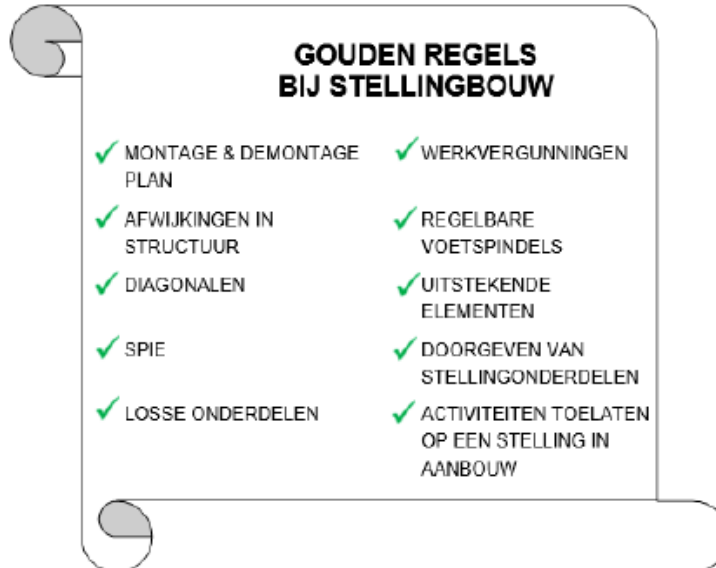 GOUDEN REGELS
BIJ STELLINGBOUW
MONTAGE & DEMONTAGE
PLAN
AFWIJKINGEN IN
STRUCTUUR
DIAGONALEN
SPIE
LOSSE ONDERDELEN
WERKVERGUNNINGEN
REGELBARE
VOETSPINDELS
UITSTEKENDE
ELEMENTEN
DOORGEVEN VAN
STELLINGONDERDELEN
ACTIVITEITEN TOELATEN
OP EEN STELLING IN
AANBOUW